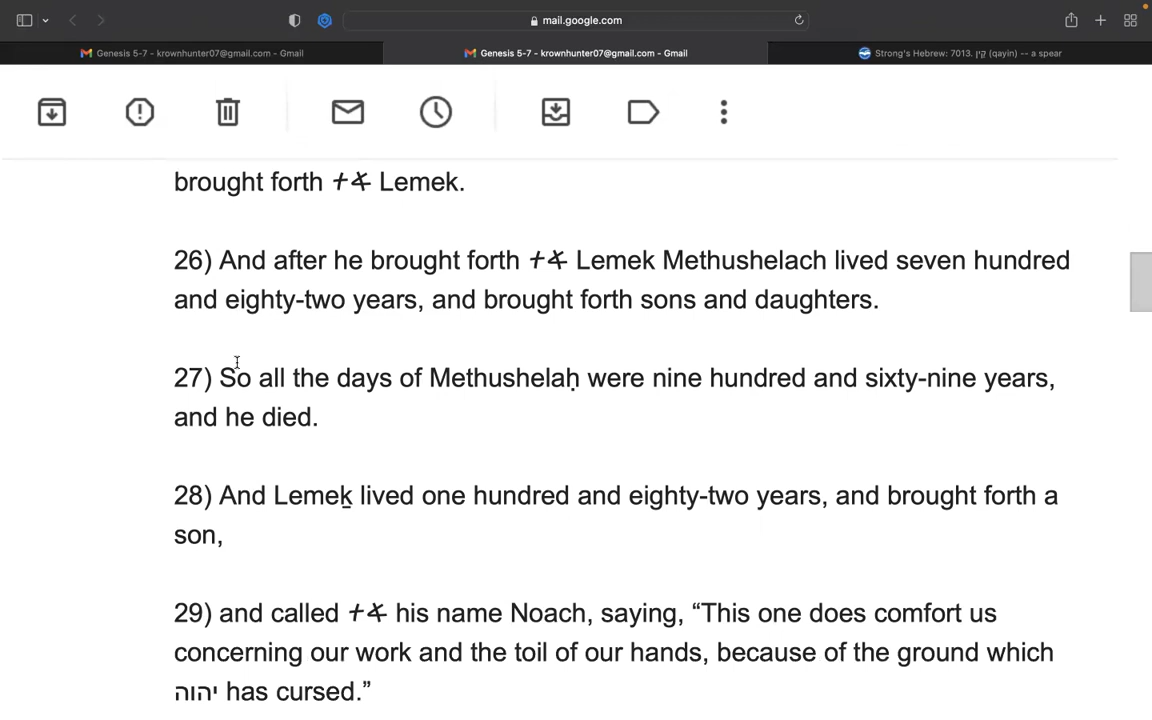 mail.google.com
Genesis 5-7 - krownhunter07@gmail.com - Gmail
Genesis 5-7 - krownhunter07@gmail.com - Gmail
Strong's Hebrew: 7013. קָ֫יִן (qayin) -- a spear
brought forth 𐤀𐤕 Lemek.
26) And after he brought forth 𐤀𐤕 Lemek Methushelach lived seven hundred
and eighty-two years, and brought forth sons and daughters.
27) So all the days of Methushelaḥ were nine hundred and sixty-nine years,
and he died.
28) And Lemeḵ lived one hundred and eighty-two years, and brought forth a
son,
29) and called 𐤀𐤕 his name Noach, saying, “This one does comfort us
concerning our work and the toil of our hands, because of the ground which
יהוה has cursed.”